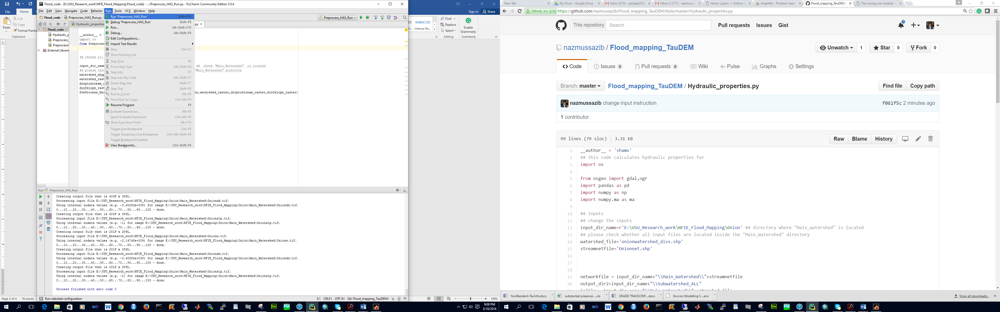 File
Home
Paste
Cut
Copy
Format Painte
Clipboard
Page 3 of 4 78 words
Flood_code - [E:\USU_Research_work\NFIE_Flood_Mapping\Flood_code] - ...\Preprocess_HAS_Run.py - PyCharm Community Edition 5.0.4
File Edit View Navigate Code Refactor Run Tools VCS Window Help
Flood_code Preprocess_HAS_Run.py
Preprocess_HAS_Run
Hydraulic_properties
.py
Flood_code
Hydraulic_p
Preprocess_
Preprocessi
External Librarie
__author__ =
import os
from Preproces
## change all
input_dir_name
## where "Main_Watershed" is located
## please chec
"Main_Watershed" directory
watershed_shap
watershed_rast
droptostream_r
dinfslope_rast
PreProcess_Hei
le,watershed_raster,droptostream_raster,dinfslope_raster)
Run 'Preprocess_HAS_Run' Shift+F10
Debug 'Preprocess_HAS_Run' Shift+F9
Run... Alt+Shift+F10
Debug... Alt+Shift+F9
Edit Configurations...
Import Test Results
Stop Ctrl+F2
Show Running List
Step Over F8
Force Step Over Alt+Shift+F8
Step Into F7
Step Into My Code Alt+Shift+F7
Smart Step Into Shift+F7
Step Out Shift+F8
Run to Cursor Alt+F9
Force Run to Cursor Ctrl+Alt+F9
Resume Program F9
Evaluate Expression... Alt+F8
Quick Evaluate Expression Ctrl+Alt+F8
Show Execution Point Alt+F10
Toggle Line Breakpoint Ctrl+F8
Toggle Temporary Line Breakpoint Ctrl+Alt+Shift+F8
Toggle Breakpoint Enabled
View Breakpoints... Ctrl+Shift+F8
Run Preprocess_HAS_Run
Creating output file that is 403P x 359L.
Processing input file E:\USU_Research_work\NFIE_Flood_Mapping\Onion\Main_Watershed\Oniondd.tif.
Using internal nodata values (e.g. -3.40282e+038) for image E:\USU_Research_work\NFIE_Flood_Mapping\Onion\Main_Watershed\Oniondd.tif.
0...10...20...30...40...50...60...70...80...90...100 - done.
Creating output file that is 403P x 359L.
Processing input file E:\USU_Research_work\NFIE_Flood_Mapping\Onion\Main_Watershed\Onionslp.tif.
Using internal nodata values (e.g. -1) for image E:\USU_Research_work\NFIE_Flood_Mapping\Onion\Main_Watershed\Onionslp.tif.
0...10...20...30...40...50...60...70...80...90...100 - done.
Creating output file that is 201P x 259L.
Processing input file E:\USU_Research_work\NFIE_Flood_Mapping\Onion\Main_Watershed\Onionw.tif.
Using internal nodata values (e.g. -2.14748e+009) for image E:\USU_Research_work\NFIE_Flood_Mapping\Onion\Main_Watershed\Onionw.tif.
0...10...20...30...40...50...60...70...80...90...100 - done.
Creating output file that is 201P x 259L.
Processing input file E:\USU_Research_work\NFIE_Flood_Mapping\Onion\Main_Watershed\Oniondd.tif.
Using internal nodata values (e.g. -3.40282e+038) for image E:\USU_Research_work\NFIE_Flood_Mapping\Onion\Main_Watershed\Oniondd.tif.
0...10...20...30...40...50...60...70...80...90...100 - done.
Creating output file that is 201P x 259L.
Processing input file E:\USU_Research_work\NFIE_Flood_Mapping\Onion\Main_Watershed\Onionslp.tif.
Using internal nodata values (e.g. -1) for image E:\USU_Research_work\NFIE_Flood_Mapping\Onion\Main_Watershed\Onionslp.tif.
0...10...20...30...40...50...60...70...80...90...100 - done.
Process finished with exit code 0
Run selected configuration
5:1 CRLF UTF-8 Git: Flood_mapping_TauDEM
Sign in Share
AABBCCDC
Intense Re...
Find
Replace
Select
Editing
Enable
Grammarly
Grammarly
100%
9:08 PM
3/18/2016
New Tab
My Drive - Google Drive
Inbox (513) - sazibap25@
Inbox (1,217) - nazmus.s
Vector Layers — Python G
shapefile - Problem readi
Flood_mapping_TauDEM/
The numpy.ma module —
GitHub, Inc. [US] https://github.com/nazmussazib/Flood_mapping_TauDEM/blob/master/Hydraulic_properties.py
This repository Search
Pull requests Issues Gist
nazmussazib / Flood_mapping_TauDEM
Unwatch 1
Star 0
Fork 0
Code
Issues 0
Pull requests 0
Wiki
Pulse
Graphs
Settings
Branch: master
Flood_mapping_TauDEM / Hydraulic_properties.py
Find file Copy path
nazmussazib change input instruction
f061f5c 2 minutes ago
1 contributor
99 lines (79 sloc) 3.31 KB
Raw Blame History
1 __author__ = 'shams'
2 ## this code calculates hydraulic properties for
3 import os
4
5 from osgeo import gdal,ogr
6 import pandas as pd
7 import numpy as np
8 import numpy.ma as ma
9
10 ## inputs
11 ## change the inputs
12 input_dir_name=r'E:\USU_Research_work\NFIE_Flood_Mapping\Onion' ## directory where "Main_watershed" is located
13 ## please check whether all input files are located inside the "Main_Watershed" directory
14 watershed_file='onionwatershed_diss.shp'
15 streamnetfile='Onionnet.shp'
16
17
18
19 networkfile = input_dir_name+"\\Main_Watershed\\"+streamnetfile
20 output_dir2=input_dir_name+"\\Subwatershed_ALL"
NonResident-TaxInfo.docx
substantial presence ....xls
GRADE TRANSCRIP....docx
Environ Modelling S....ens
Show all downloads...